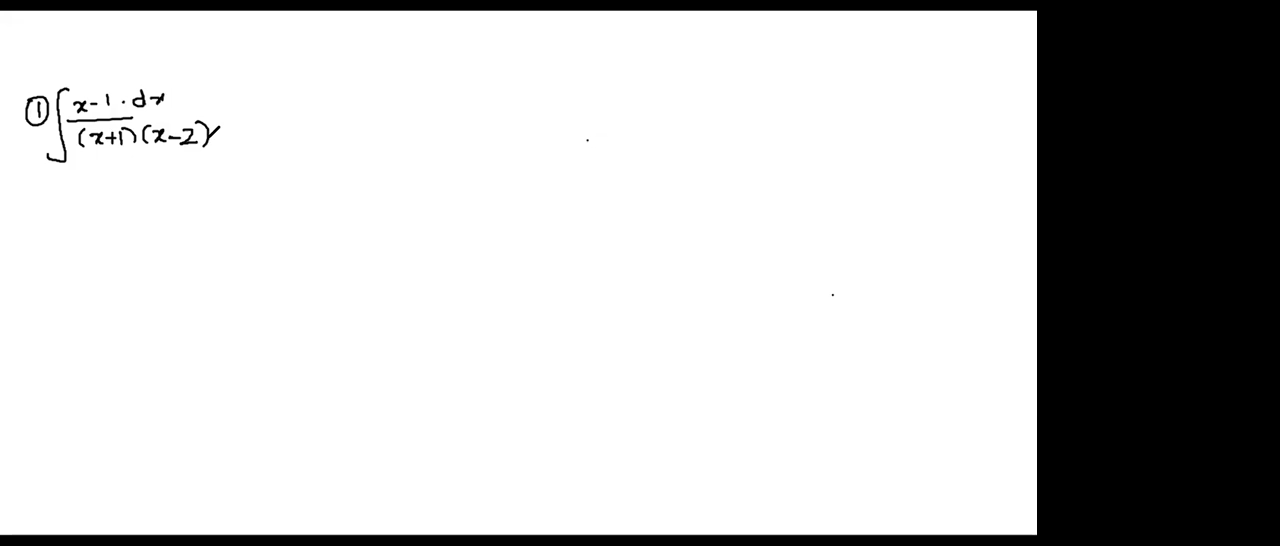 ① ∫ x-1 · dx
(x+1)(x-2)